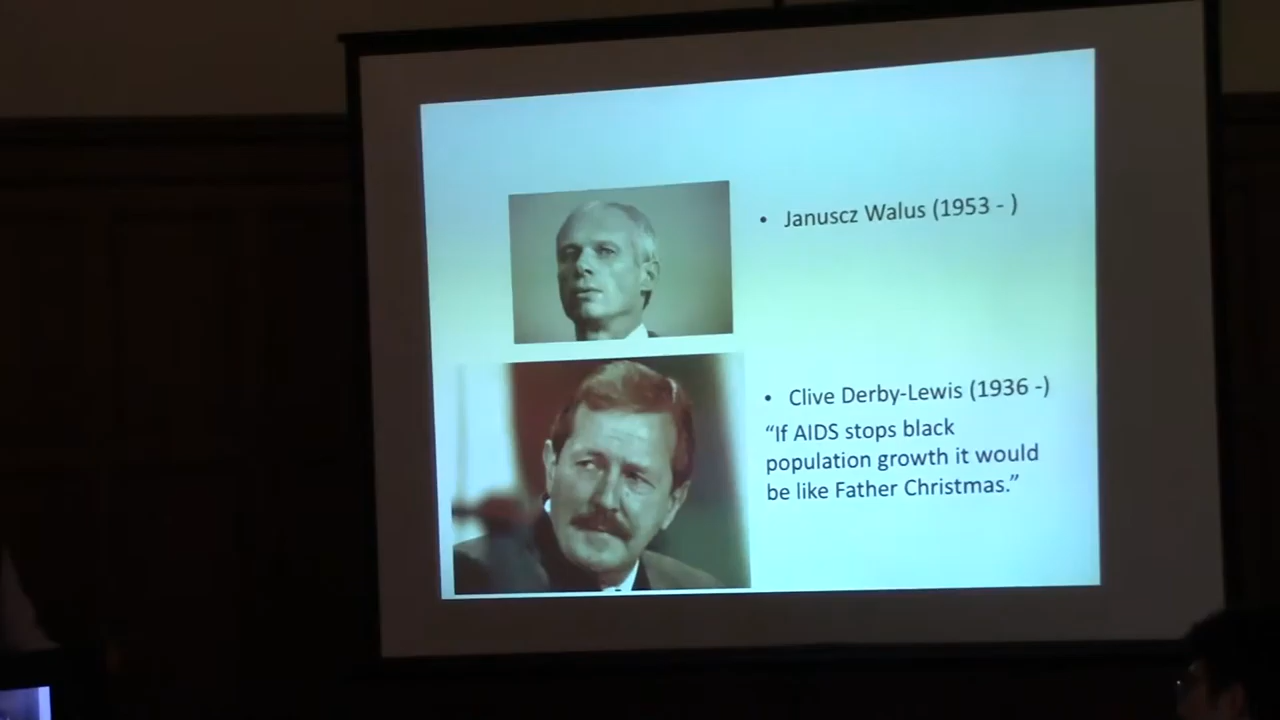 • Januscz Walus (1953 - )
• Clive Derby-Lewis (1936 -)
“If AIDS stops black
population growth it would
be like Father Christmas.”